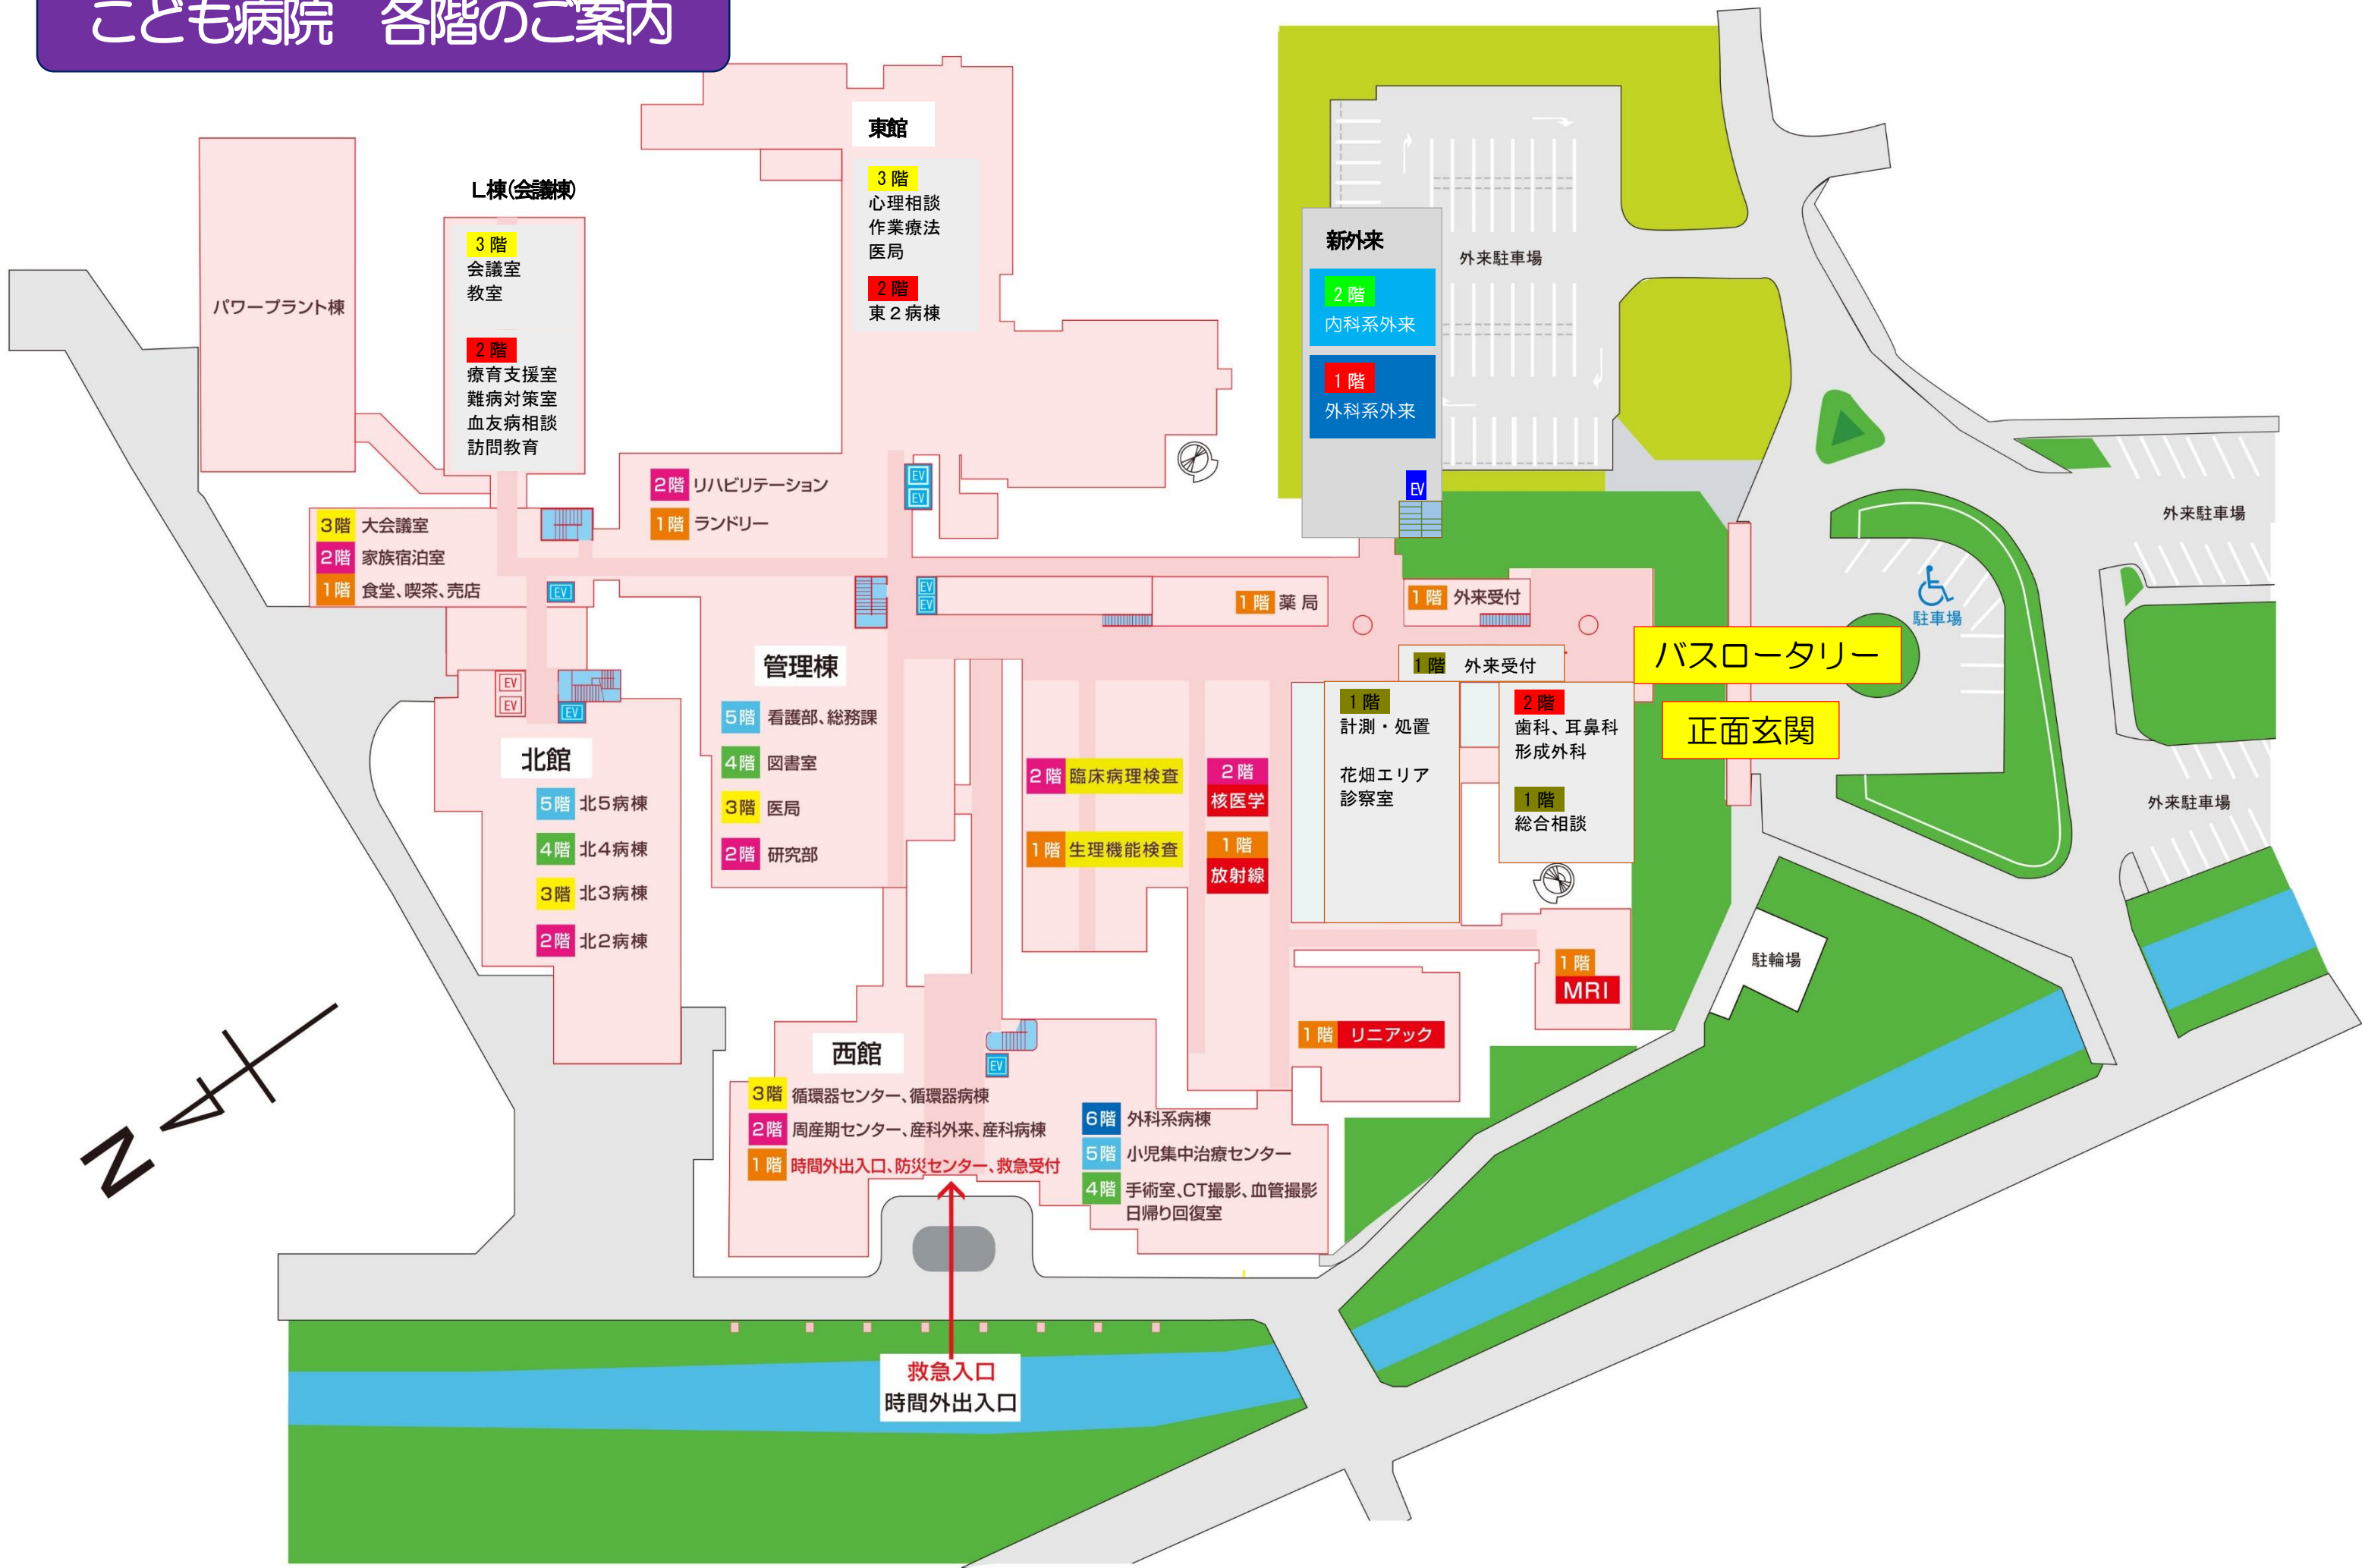 こども病院　各階のご案内
東館
3階
心理相談
作業療法
医局
2階
東2病棟
L棟(会議棟)
3階
会議室
教室
2階
療育支援室
難病対策室
血友病相談
訪問教育
パワープラント棟
新外来
2階
内科系外来
1階
外科系外来
EV
外来駐車場
外来駐車場
駐車場
外来駐車場
2階 リハビリテーション
1階 ランドリー
EV
EV
3階 大会議室
2階 家族宿泊室
1階 食堂、喫茶、売店
EV
EV
EV
1階 薬局
1階 外来受付
1階 外来受付
バスロータリー
正面玄関
管理棟
5階 看護部、総務課
4階 図書室
3階 医局
2階 研究部
EV
EV
EV
北館
5階 北5病棟
4階 北4病棟
3階 北3病棟
2階 北2病棟
2階 臨床病理検査
1階 生理機能検査
2階
核医学
1階
放射線
1階
計測・処置
花畑エリア
診察室
2階
歯科、耳鼻科
形成外科
1階
総合相談
1階
MRI
1階 リニアック
駐輪場
西館
EV
3階 循環器センター、循環器病棟
2階 周産期センター、産科外来、産科病棟
1階 時間外出入口、防災センター、救急受付
6階 外科系病棟
5階 小児集中治療センター
4階 手術室、CT撮影、血管撮影
日帰り回復室
救急入口
時間外出入口
N